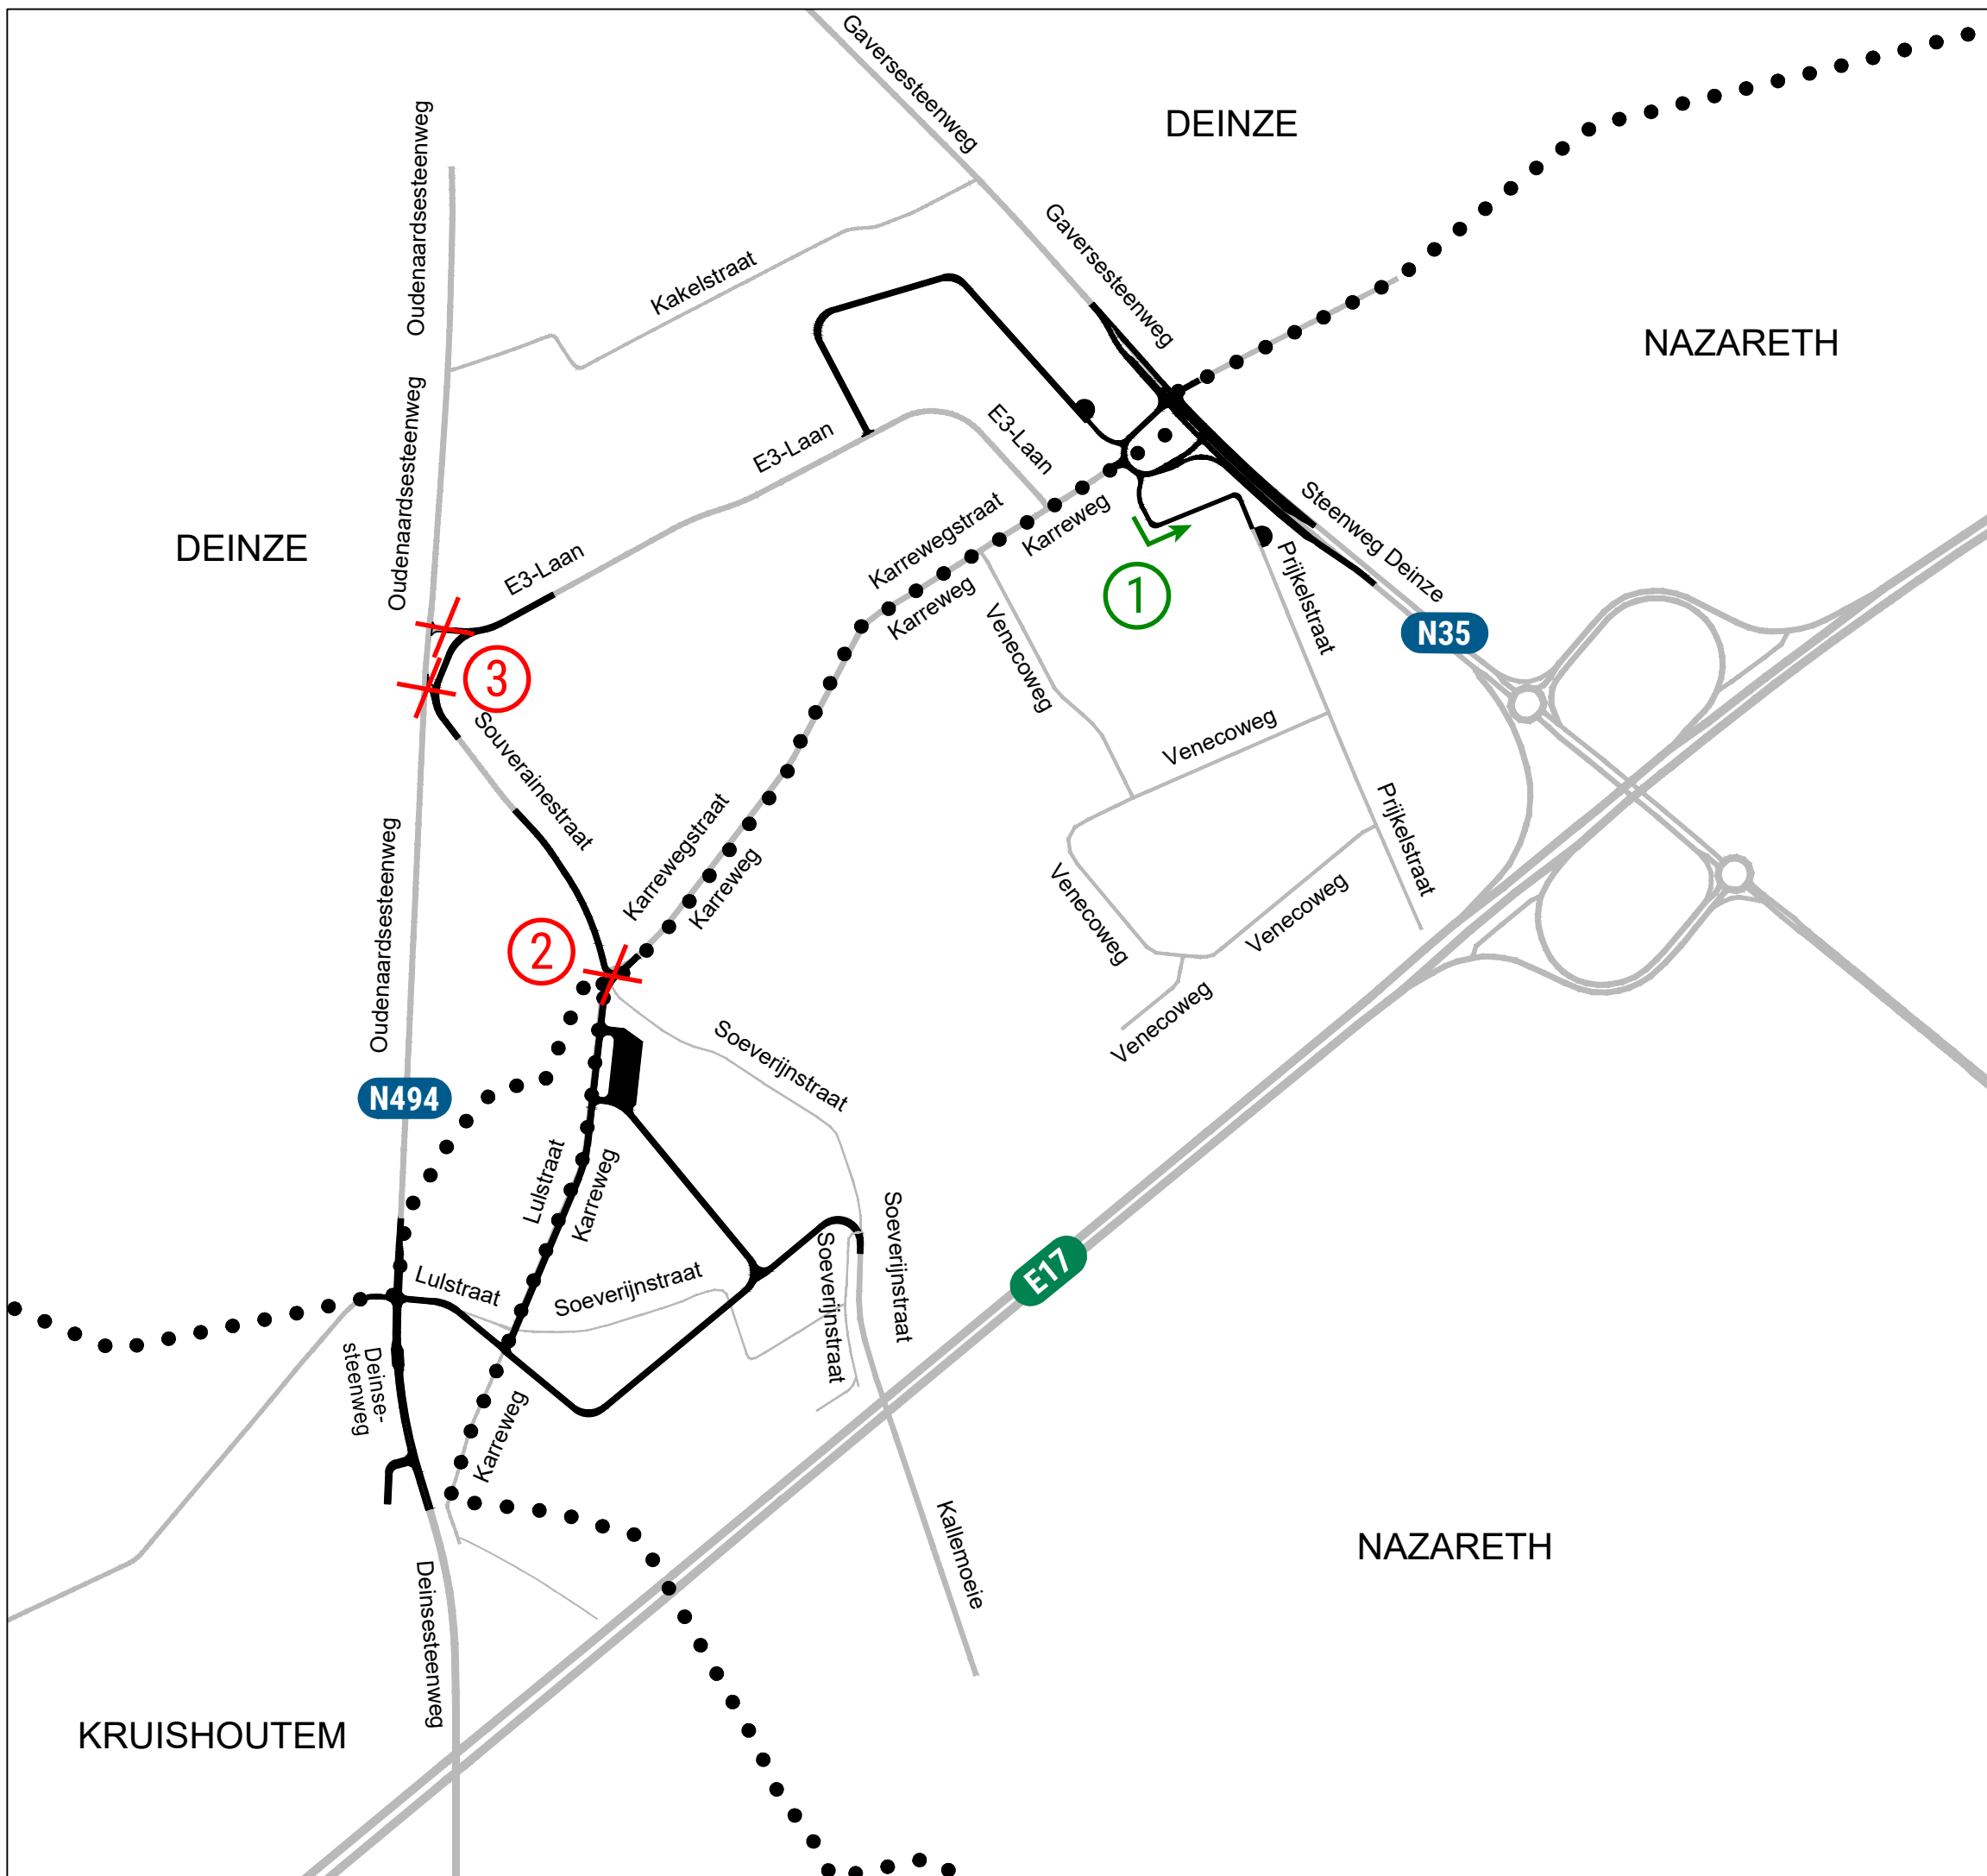 Gaversesteenweg
DEINZE
Oudenaardsesteenweg
Gaversesteenweg
Kakelstraat
NAZARETH
Oudenaardsesteenweg
E3-Laan
E3-Laan
DEINZE
Karrewegstraat
Karreweg
Steenweg Deinze
E3-Laan
Karreweg
1
Prijkelstraat
N35
Venecoweg
3
Souverainestraat
Venecoweg
Prijkelstraat
Karrewegstraat
Karreweg
Oudenaardsesteenweg
Venecoweg
Venecoweg
2
Venecoweg
Soeverijnstraat
N494
Lulstraat
Karreweg
Soeverijnstraat
E17
Lulstraat
Soeverijnstraat
Soeverijnstraat
Deinse-
steenweg
Karreweg
Kallemoeie
NAZARETH
Deinsesteenweg
KRUISHOUTEM